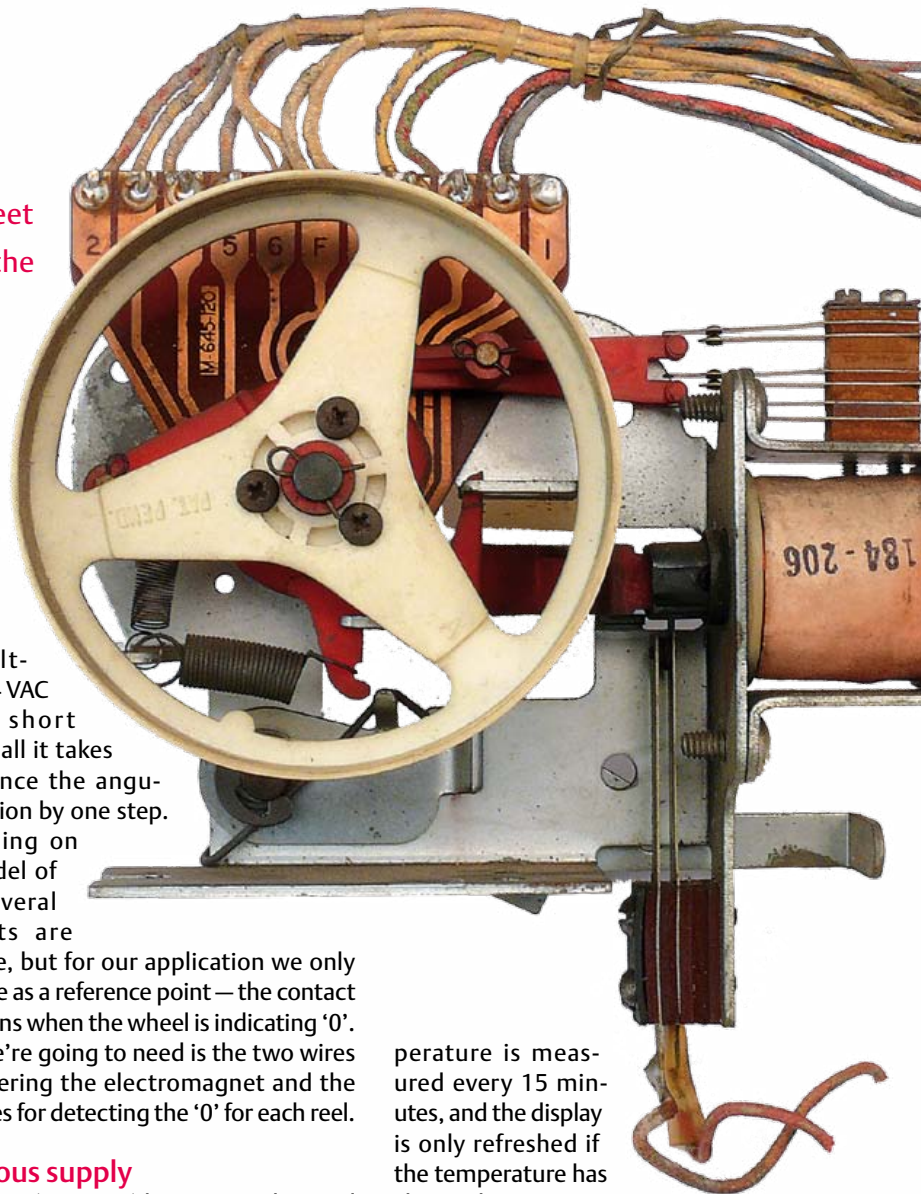 eet
the
2
5
6
F
1
M-645-120
PAT. PEND.
184-206
lt-
VAC
short
all it takes
nce the angu-
tion by one step.
ing on
del of
everal
ts are
e, but for our application we only
e as a reference point — the contact
ns when the wheel is indicating ‘0’.
e’re going to need is the two wires
ering the electromagnet and the
es for detecting the ‘0’ for each reel.
ous supply
perature is meas-
ured every 15 min-
utes, and the display
is only refreshed if
the temperature has